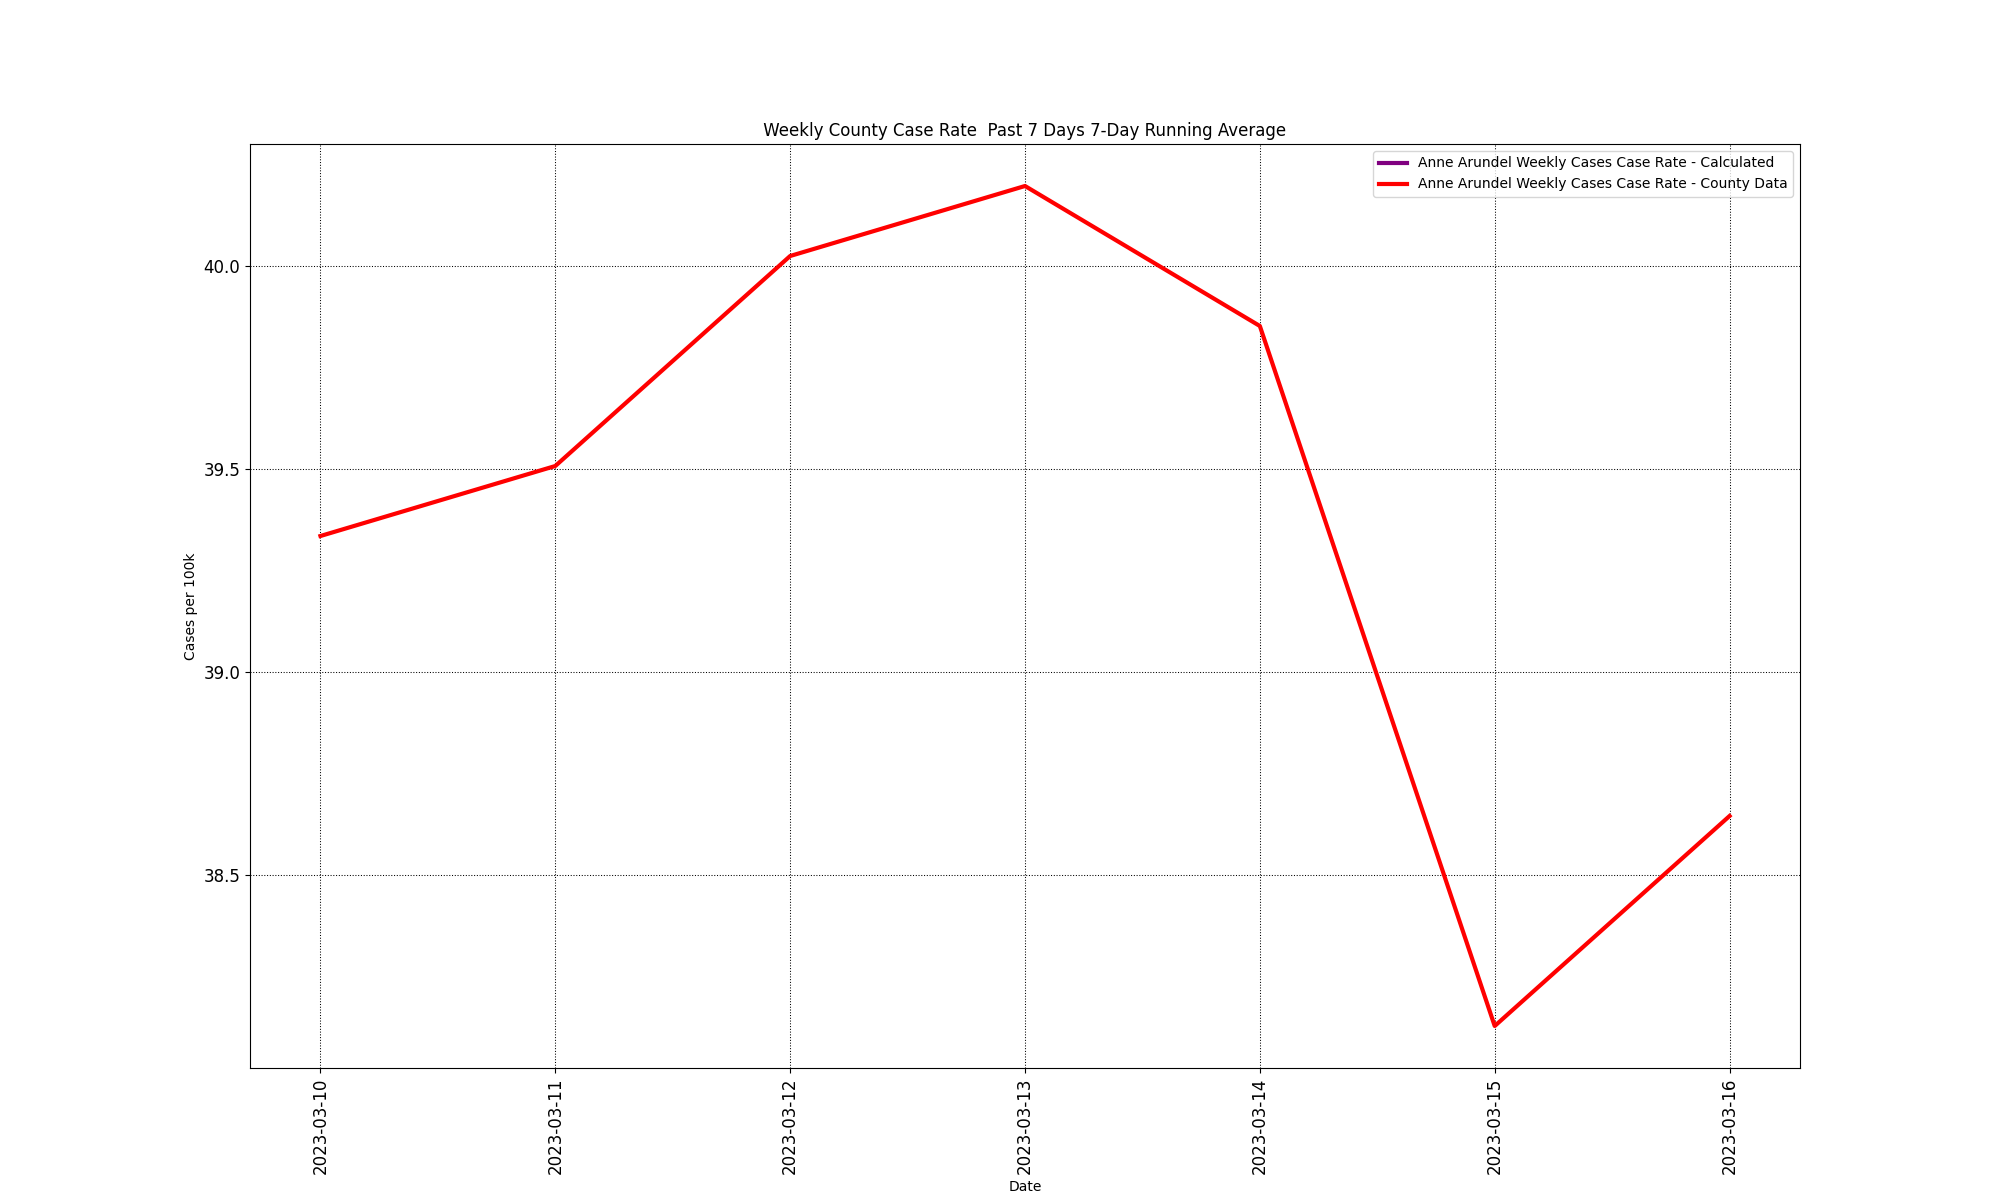 Weekly County Case Rate  Past 7 Days 7-Day Running Average
Anne Arundel Weekly Cases Case Rate - Calculated
Anne Arundel Weekly Cases Case Rate - County Data
Cases per 100k
40.0
39.5
39.0
38.5
2023-03-10
2023-03-11
2023-03-12
2023-03-13
2023-03-14
2023-03-15
2023-03-16
Date